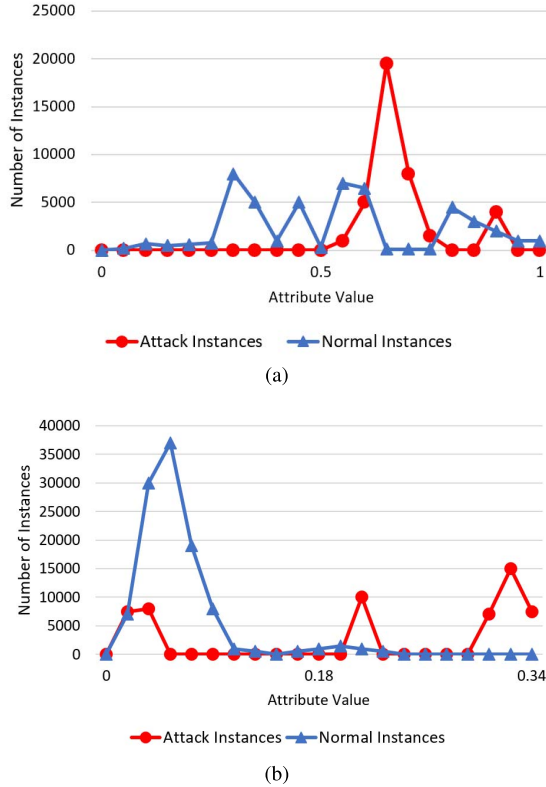 25000
20000
15000
10000
5000
0
Number of Instances
0 0.5 1
Attribute Value
Attack Instances Normal Instances
(a)
40000
35000
30000
25000
20000
15000
10000
5000
0
Number of Instances
0 0.18 0.34
Attribute Value
Attack Instances Normal Instances
(b)